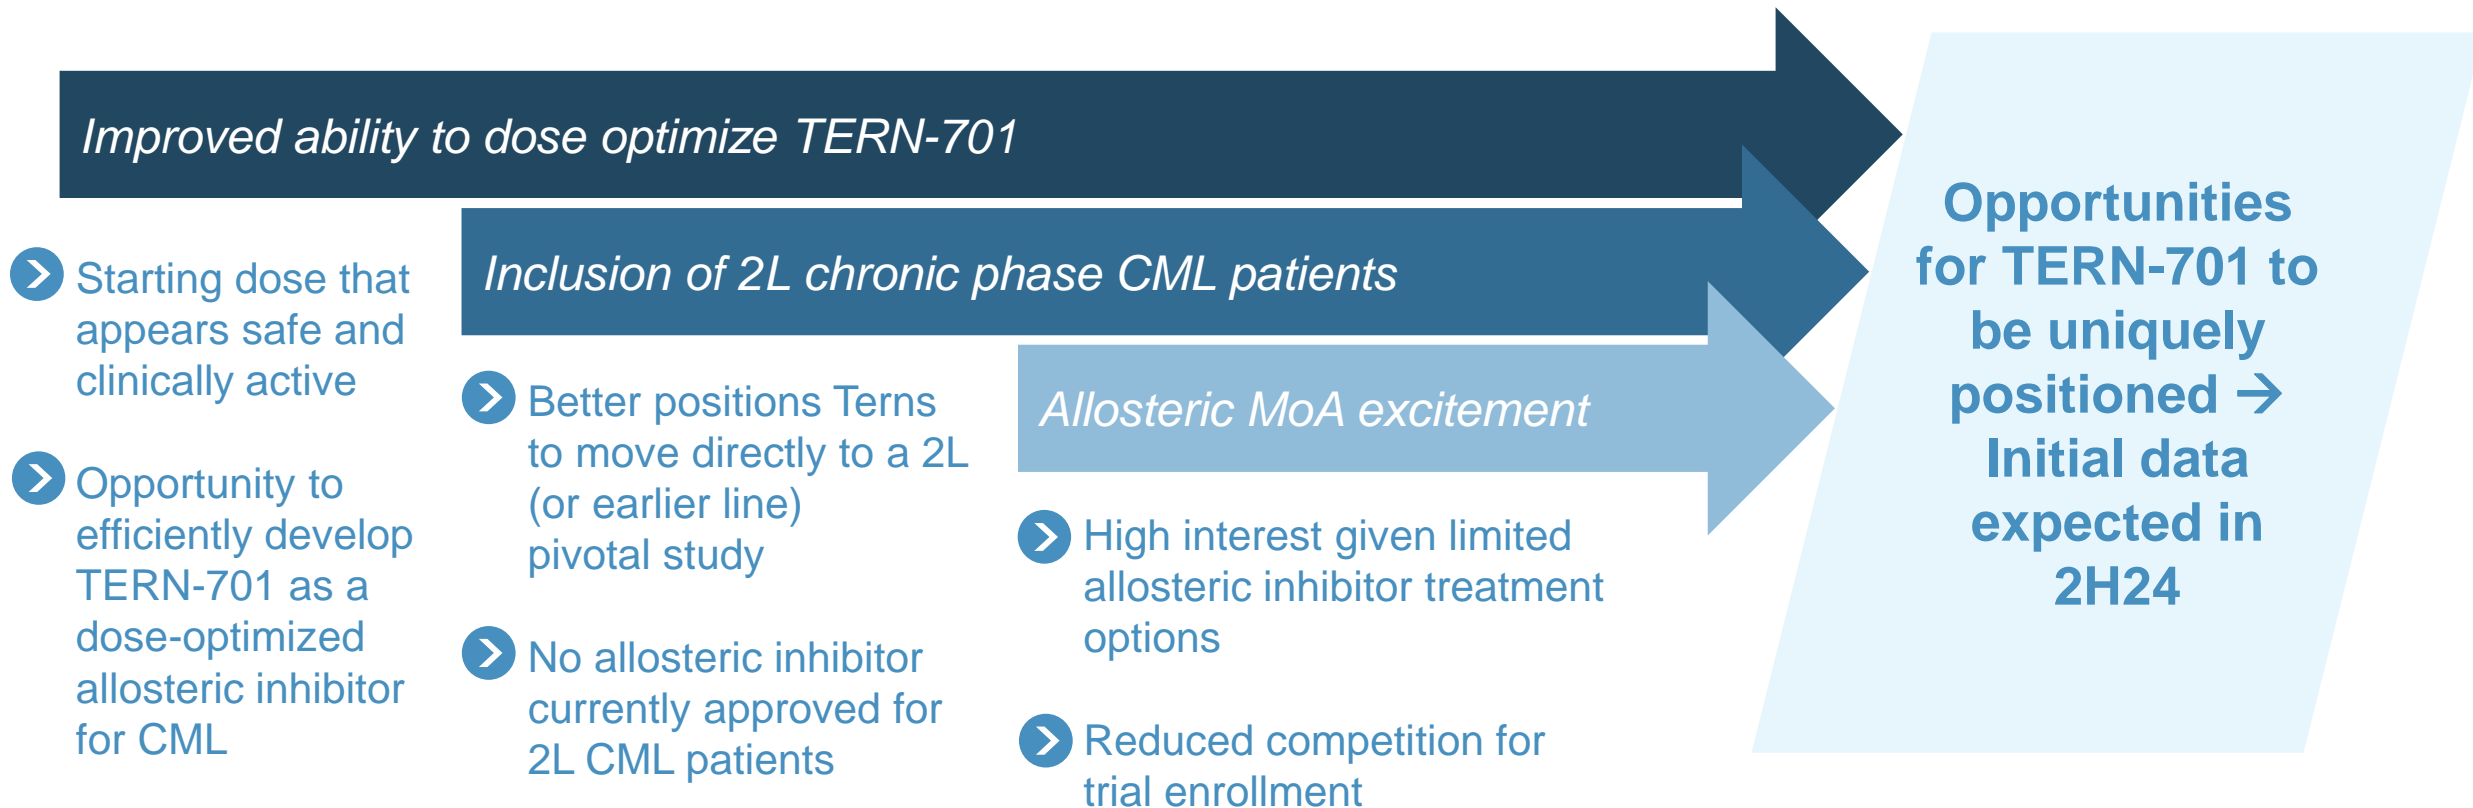 Improved ability to dose optimize TERN-701
Starting dose that
appears safe and
clinically active
Opportunity to
efficiently develop
TERN-701 as a
dose-optimized
allosteric inhibitor
for CML
Inclusion of 2L chronic phase CML patients
Better positions Terns
to move directly to a 2L
(or earlier line)
pivotal study
No allosteric inhibitor
currently approved for
2L CML patients
Allosteric MoA excitement
High interest given limited
allosteric inhibitor treatment
options
Reduced competition for
trial enrollment
Opportunities
for TERN-701 to
be uniquely
positioned →
Initial data
expected in
2H24